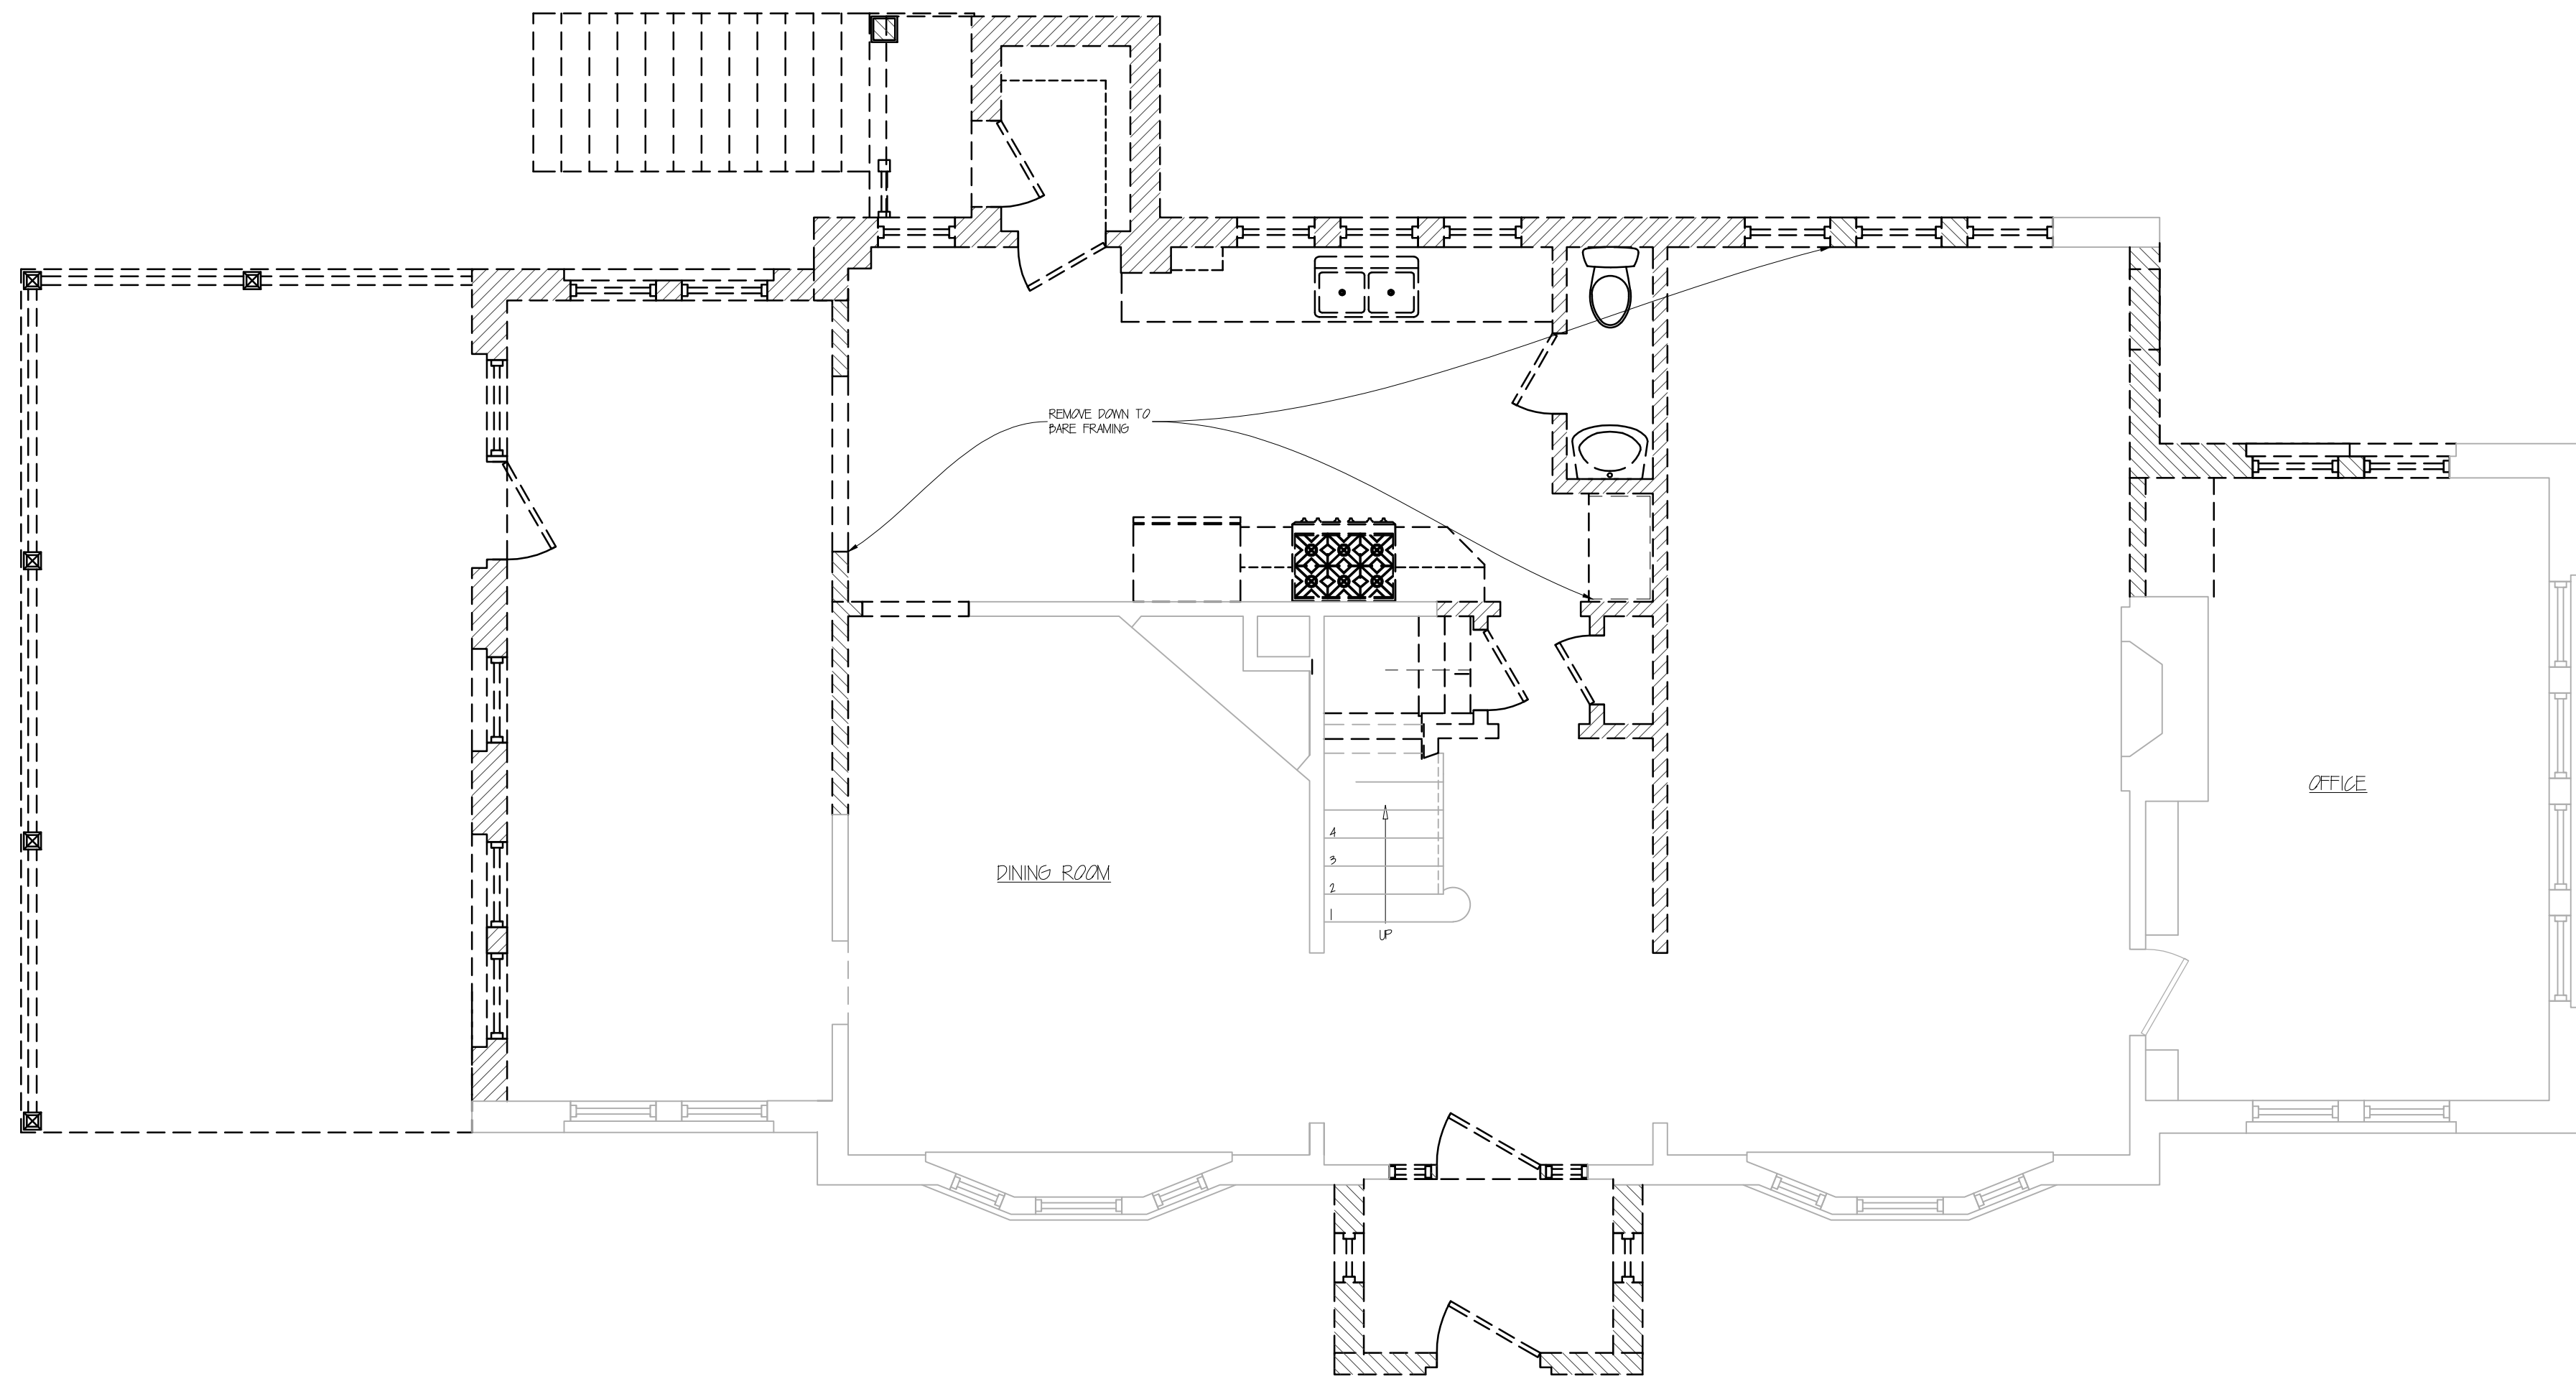 REMOVE DOWN TO
BARE FRAMING
OFFICE
DINING ROOM
4
3
2
1
UP